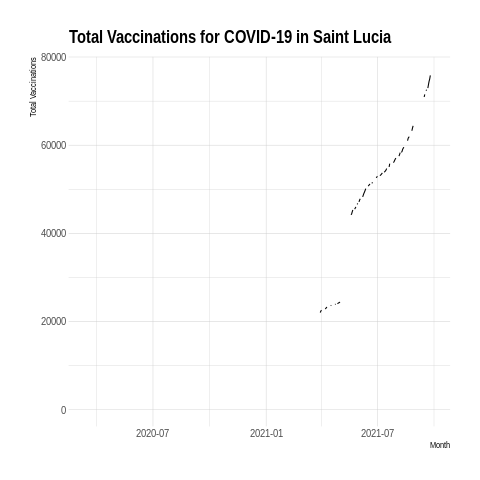 Total Vaccinations for COVID-19 in Saint Lucia
Total Vaccinations
80000
60000
40000
20000
0
2020-07 2021-01 2021-07
Month